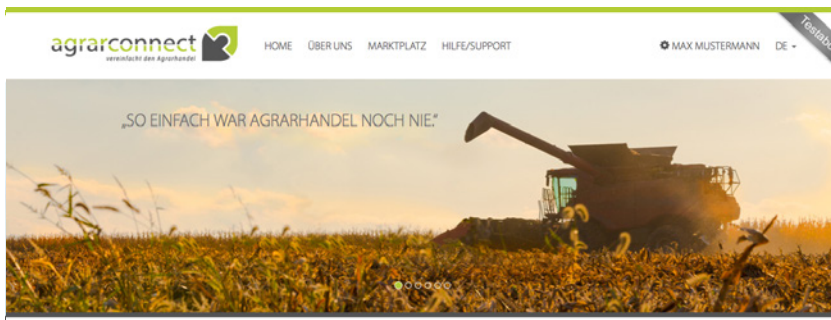 agrarconnect
vereinfacht den Agrarhandel
HOME ÜBER UNS MARKTPLATZ HILFE/SUPPORT
MAX MUSTERMANN DE
„SO EINFACH WAR AGRARHANDEL NOCH NIE.“